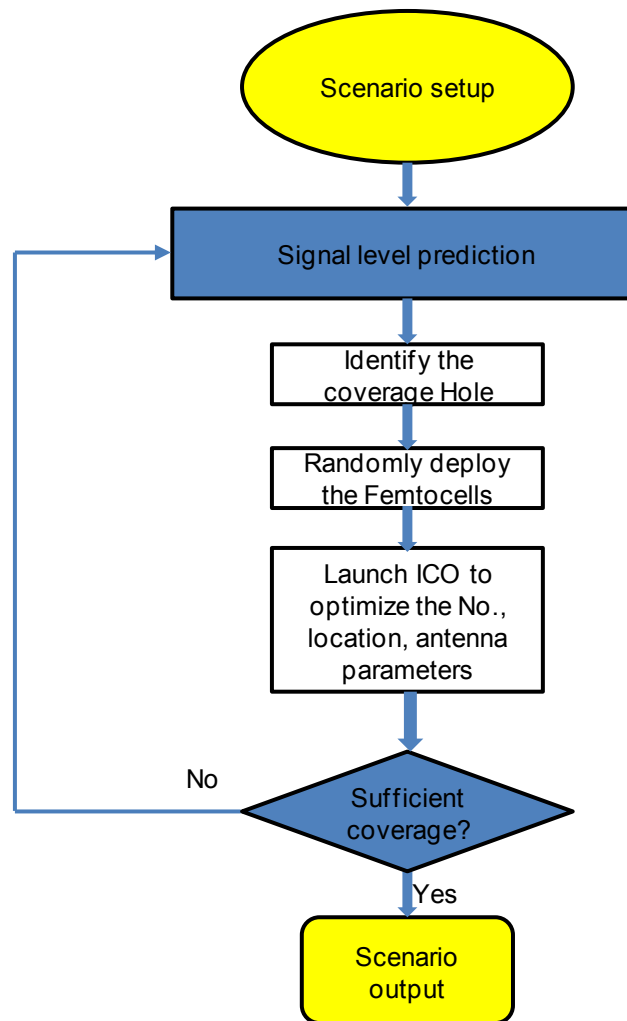 Scenario setup
Signal level prediction
Identify the
coverage Hole
Randomly deploy
the Femtocells
Launch ICO to
optimize the No.,
location, antenna
parameters
No
Sufficient
coverage?
Yes
Scenario
output